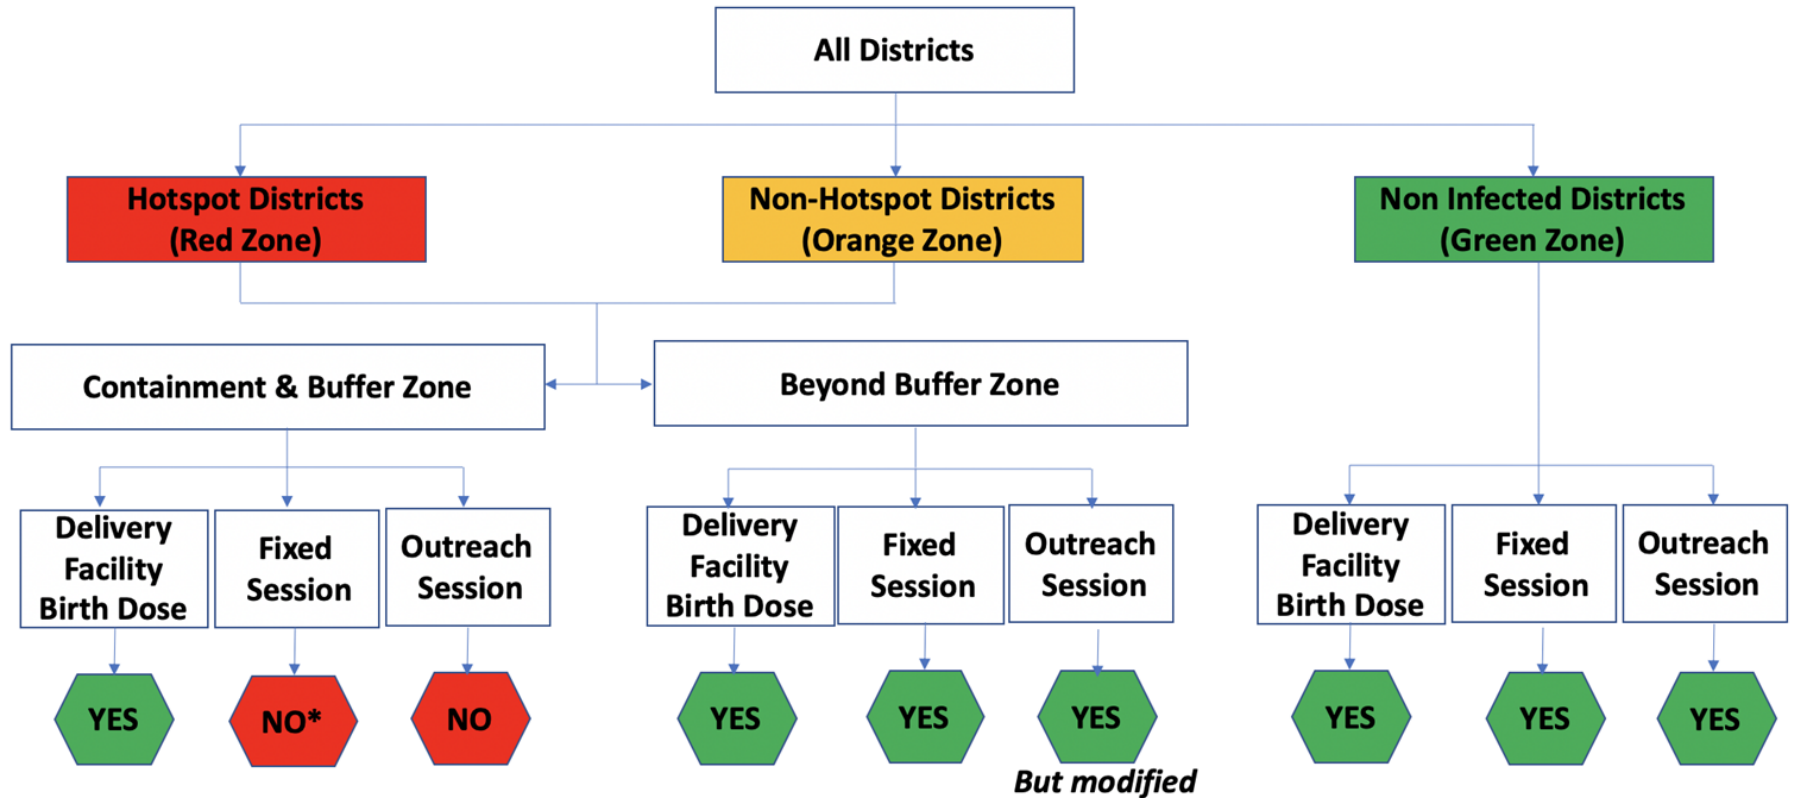 All Districts
Hotspot Districts
(Red Zone)
Non-Hotspot Districts
(Orange Zone)
Non Infected Districts
(Green Zone)
Containment & Buffer Zone
Beyond Buffer Zone
Delivery
Facility
Birth Dose
Fixed
Session
Outreach
Session
Delivery
Facility
Birth Dose
Fixed
Session
Outreach
Session
Delivery
Facility
Birth Dose
Fixed
Session
Outreach
Session
YES
NO*
NO
YES
YES
YES
But modified
YES
YES
YES